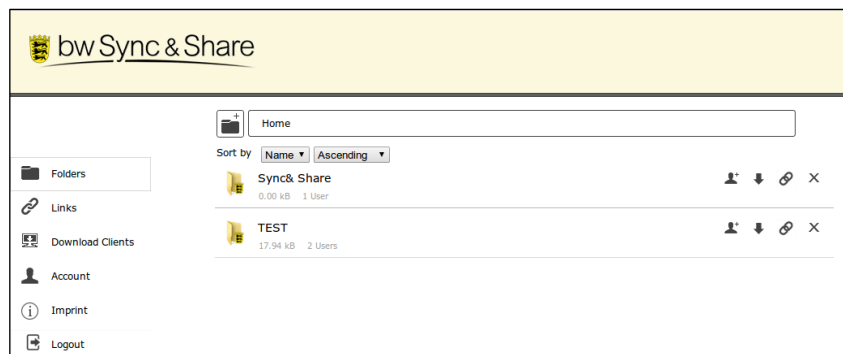 bw Sync & Share
Home
Sort by Name Ascending
Sync& Share
0.00 kB 1 User
TEST
17.94 kB 2 Users
Folders
Links
Download Clients
Account
Imprint
Logout